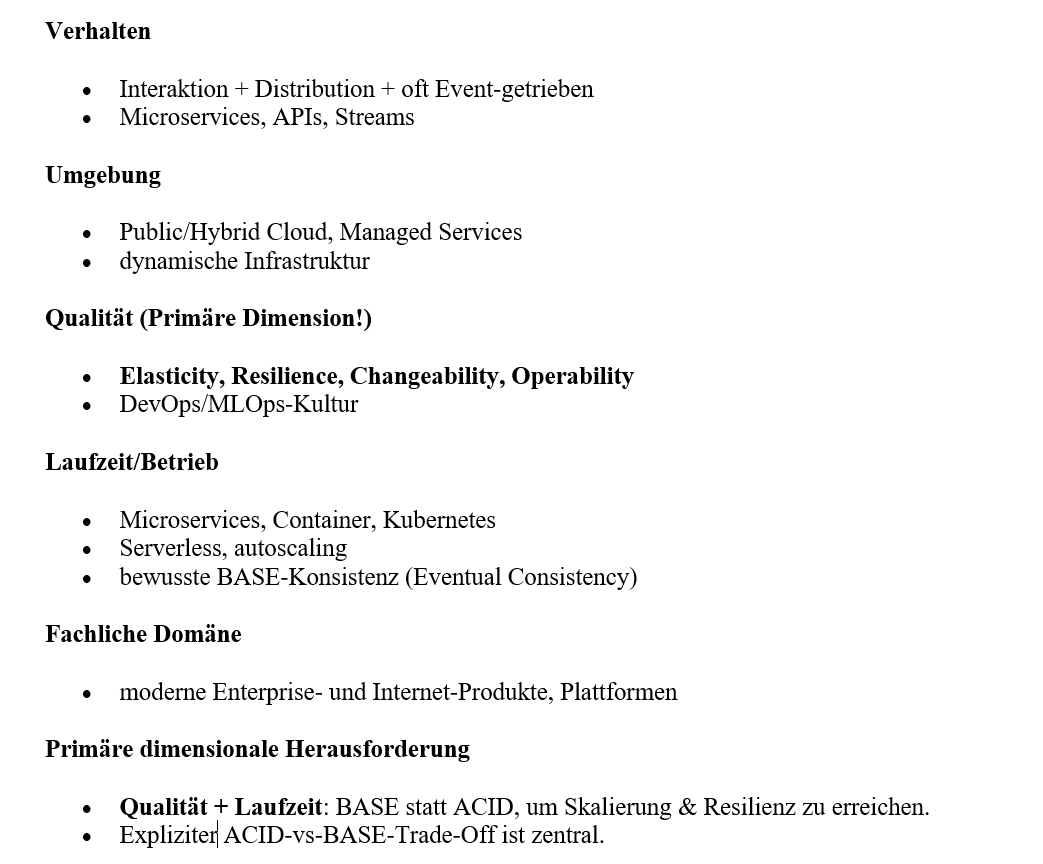 Verhalten
• Interaktion + Distribution + oft Event-getrieben
• Microservices, APIs, Streams
Umgebung
• Public/Hybrid Cloud, Managed Services
• dynamische Infrastruktur
Qualität (Primäre Dimension!)
• Elasticity, Resilience, Changeability, Operability
• DevOps/MLOps-Kultur
Laufzeit/Betrieb
• Microservices, Container, Kubernetes
• Serverless, autoscaling
• bewusste BASE-Konsistenz (Eventual Consistency)
Fachliche Domäne
• moderne Enterprise- und Internet-Produkte, Plattformen
Primäre dimensionale Herausforderung
• Qualität + Laufzeit: BASE statt ACID, um Skalierung & Resilienz zu erreichen.
• Expliziter ACID-vs-BASE-Trade-Off ist zentral.